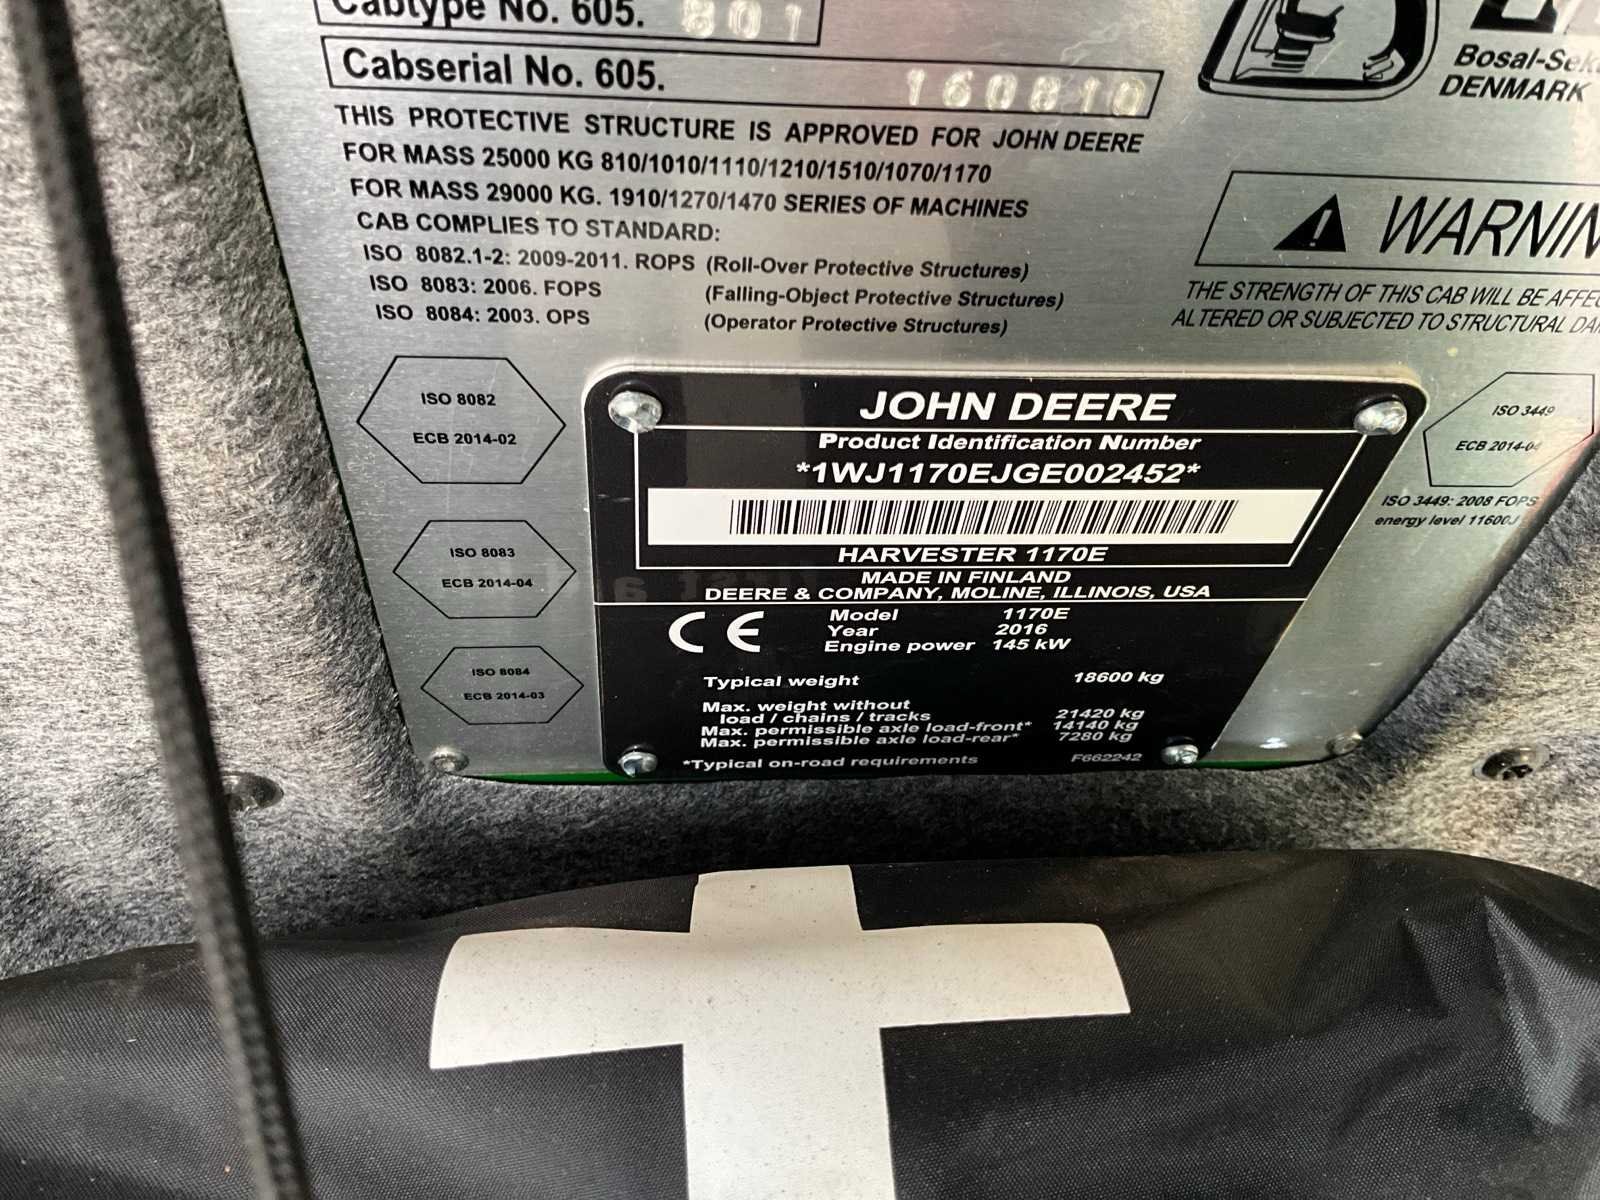 Cabtype No. 605. 801
Cabserial No. 605. 160810
THIS PROTECTIVE STRUCTURE IS APPROVED FOR JOHN DEERE
FOR MASS 25000 KG 810/1010/1110/1210/1510/1070/1170
FOR MASS 29000 KG. 1910/1270/1470 SERIES OF MACHINES
CAB COMPLIES TO STANDARD:
ISO 8082.1-2: 2009-2011. ROPS (Roll-Over Protective Structures)
ISO 8083: 2006. FOPS (Falling-Object Protective Structures)
ISO 8084: 2003. OPS (Operator Protective Structures)
DENMARK
THE STRENGTH OF THIS CAB WILL BE
ALTERED OR SUBJECTED TO STRUCTURAL
ISO 8082
ECB 2014-02
ISO 8083
ECB 2014-04
ISO 8084
ECB 2014-03
JOHN DEERE
Product Identification Number
*1WJ1170EJGE002452*
HARVESTER 1170E
MADE IN FINLAND
DEERE & COMPANY, MOLINE, ILLINOIS, USA
CE
Model 1170E
Year 2016
Engine power 145 kW
Typical weight 18600 kg
Max. weight without
load / chains / tracks 21420 kg
Max. permissible axle load-front* 14140 kg
Max. permissible axle load-rear* 7280 kg
*Typical on-road requirements F662242
ISO 3449
ECB 2014-04
ISO 3449: 2008 FOPS
energy level 11600J